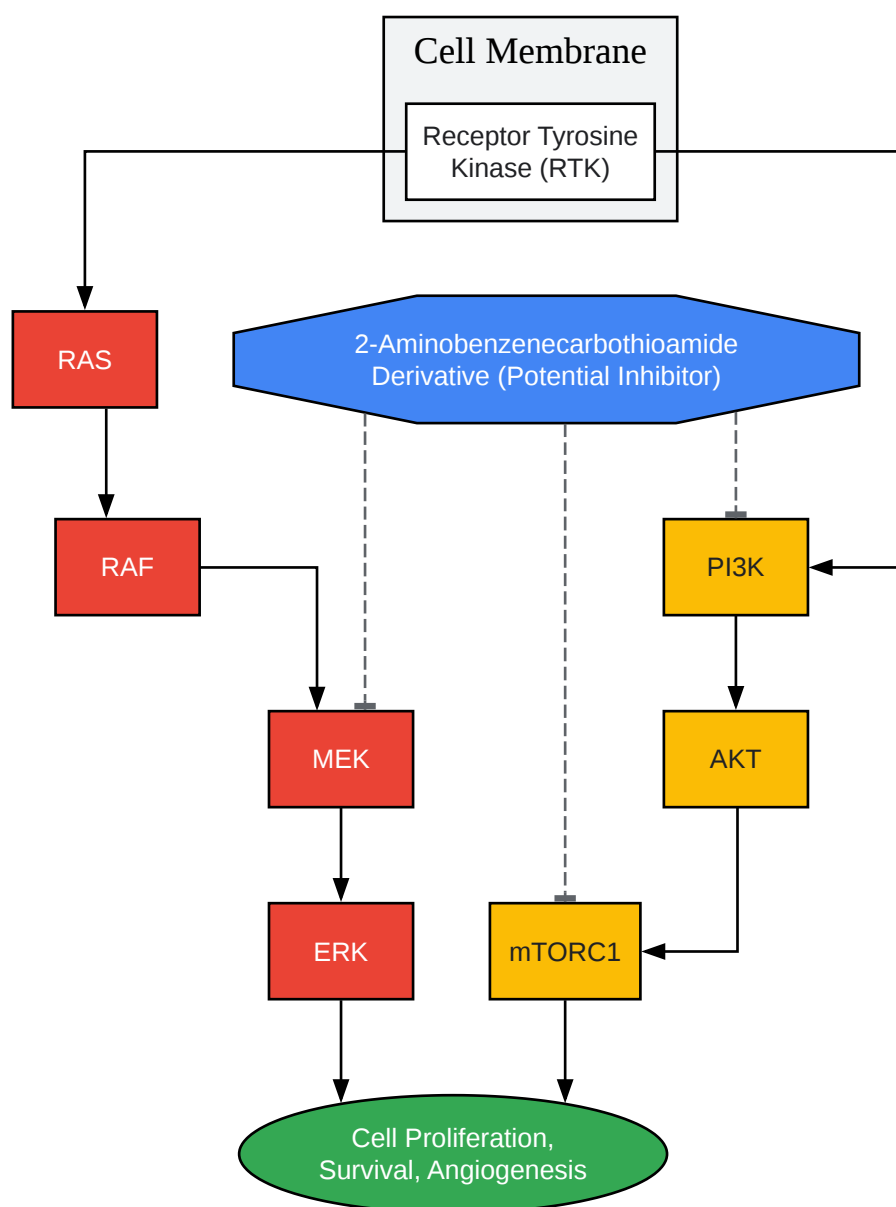 Cell Membrane
Receptor Tyrosine
Kinase (RTK)
RAS
2-Aminobenzenecarbothioamide
Derivative (Potential Inhibitor)
RAF
PI3K
MEK
AKT
ERK
mTORC1
Cell Proliferation,
Survival, Angiogenesis